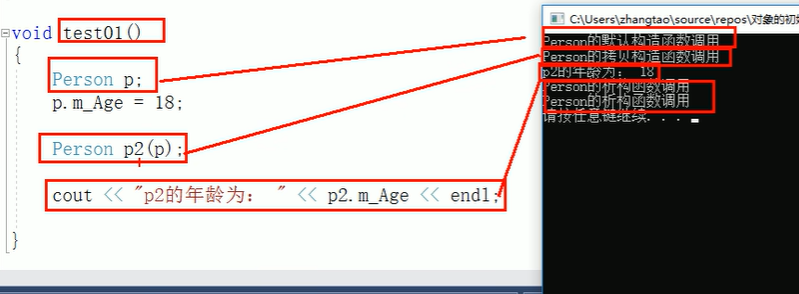 void test01()
{
Person p;
p.m_Age = 18;
Person p2(p);
cout << "p2的年龄为： " << p2.m_Age << endl;
}
C:\Users\zhangtao\source\repos\对象的初始
Person的默认构造函数调用
Person的拷贝构造函数调用
p2的年龄为： 18
Person的析构函数调用
Person的析构函数调用
请按任意键继续. . .